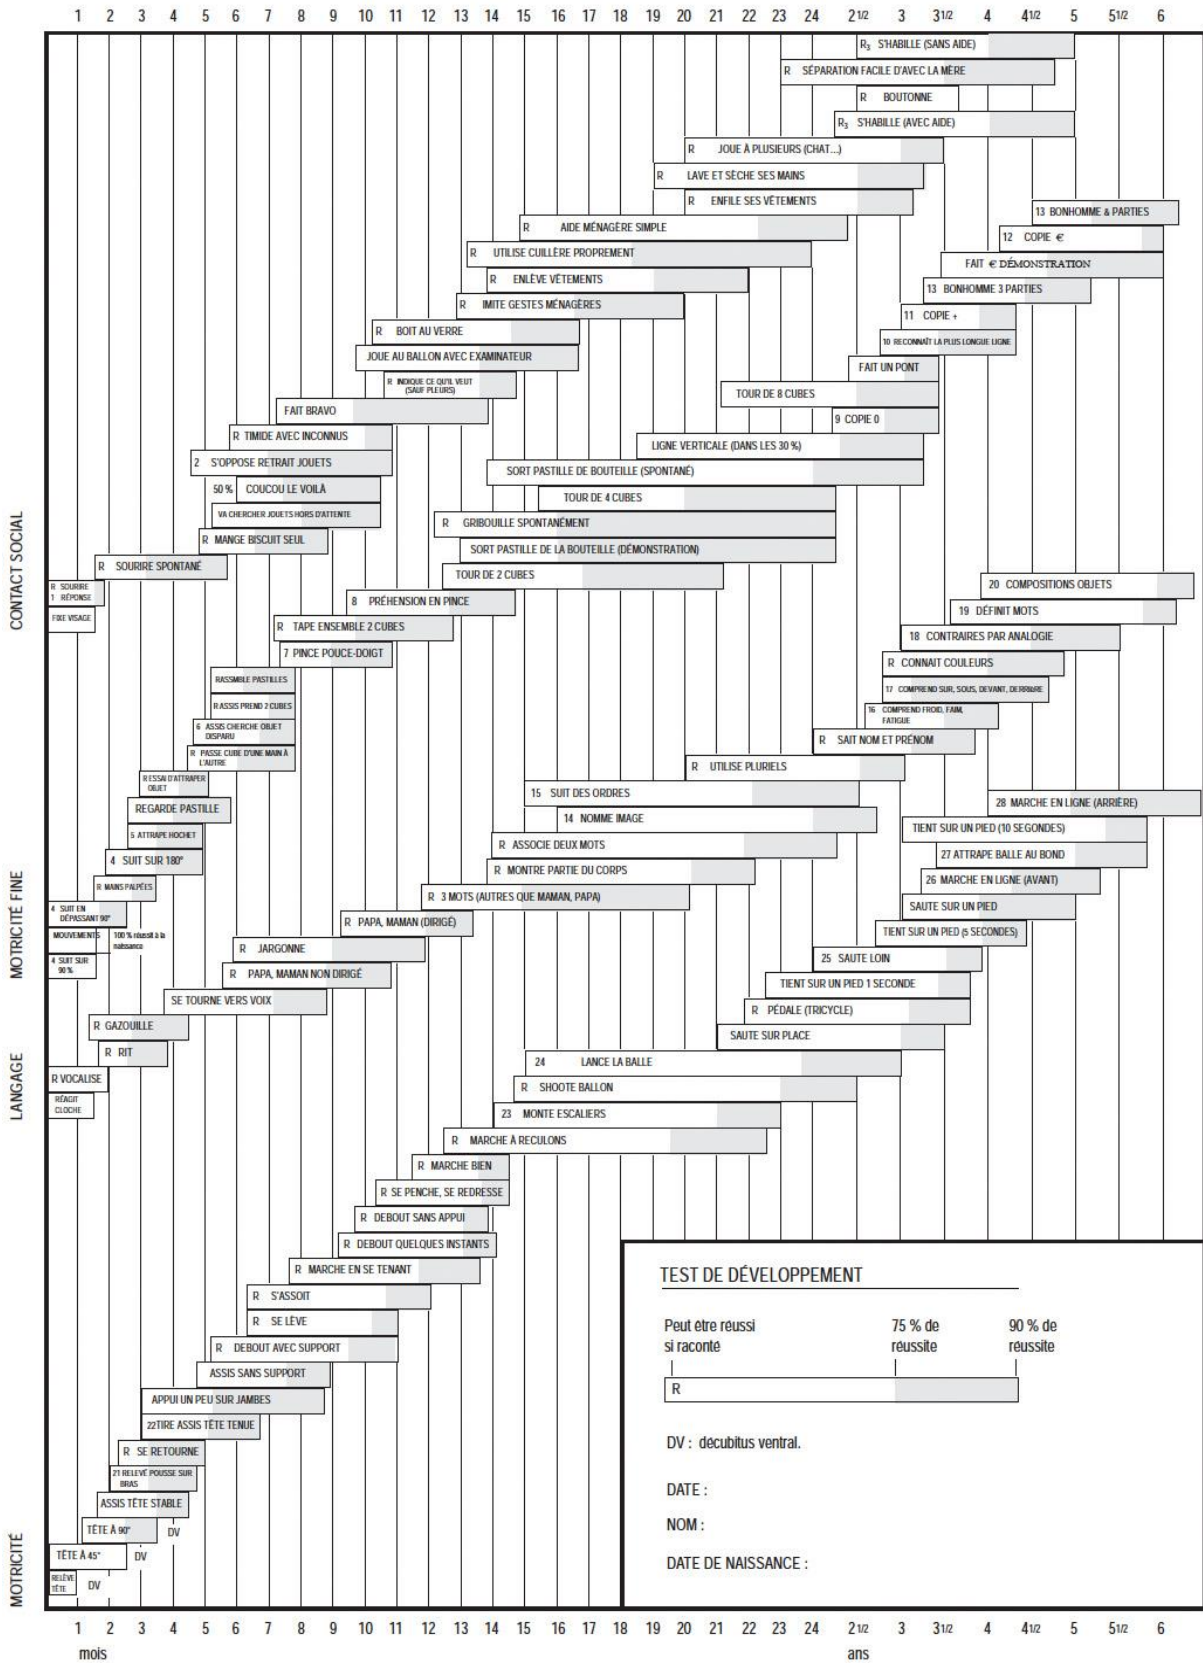 1 2 3 4 5 6 7 8 9 10 11 12 13 14 15 16 17 18 19 20 21 22 23 24 2 1/2 3 3 1/2 4 4 1/2 5 5 1/2 6
R3 S'HABILLE (SANS AIDE)
R SÉPARATION FACILE D'AVEC LA MÈRE
R BOUTONNE
R3 S'HABILLE (AVEC AIDE)
R JOUE À PLUSIEURS (CHAT...)
R LAVE ET SÈCHE SES MAINS
R ENFILE SES VÊTEMENTS
13 BONHOMME & PARTIES
R AIDE MÉNAGÈRE SIMPLE
12 COPIE €
R UTILISE CUILLÈRE PROPREMENT
FAIT € DÉMONSTRATION
R ENLÈVE VÊTEMENTS
13 BONHOMME 3 PARTIES
R IMITE GESTES MÉNAGÈRES
11 COPIE +
R BOIT AU VERRE
10 RECONNAÎT LA PLUS LONGUE LIGNE
JOUE AU BALLON AVEC EXAMINATEUR
FAIT UN PONT
R INDIQUE CE QU'IL VEUT
(SAUF PLEURS)
TOUR DE 8 CUBES
FAIT BRAVO
9 COPIE 0
R TIMIDE AVEC INCONNUS
LIGNE VERTICALE (DANS LES 30 %)
2 S'OPPOSE RETRAIT JOUETS
SORT PASTILLE DE BOUTEILLE (SPONTANÉ)
50 % COUCOU LE VOILÀ
TOUR DE 4 CUBES
VA CHERCHER JOUETS HORS D'ATTENTE
R GRIBOUILLE SPONTANÉMENT
R MANGE BISCUIT SEUL
SORT PASTILLE DE LA BOUTEILLE (DÉMONSTRATION)
R SOURIRE SPONTANÉ
TOUR DE 2 CUBES
CONTACT SOCIAL
R SOURIRE
1 RÉPONSE
20 COMPOSITIONS OBJETS
8 PRÉHENSION EN PINCE
FIXE VISAGE
19 DÉFINIT MOTS
R TAPE ENSEMBLE 2 CUBES
18 CONTRAIRES PAR ANALOGIE
7 PINCE POUCE-DOIGT
R CONNAIT COULEURS
RASSMBLE PASTILLES
17 COMPREND SUR, SOUS, DEVANT, DERRIèRE
R ASSIS PREND 2 CUBES
16 COMPREND FROID, FAIM,
FATIGUE
6 ASSIS CHERCHE OBJET
DISPARU
R SAIT NOM ET PRÉNOM
R PASSE CUBE D'UNE MAIN À
L'AUTRE
R UTILISE PLURIELS
R ESSAI D'ATTRAPER
OBJET
15 SUIT DES ORDRES
28 MARCHE EN LIGNE (ARRIÈRE)
REGARDE PASTILLE
14 NOMME IMAGE
TIENT SUR UN PIED (10 SEGONDES)
5 ATTRAPE HOCHET
R ASSOCIE DEUX MOTS
27 ATTRAPE BALLE AU BOND
4 SUIT SUR 180°
R MONTRE PARTIE DU CORPS
26 MARCHE EN LIGNE (AVANT)
R MAINS PALPÉES
R 3 MOTS (AUTRES QUE MAMAN, PAPA)
SAUTE SUR UN PIED
MOTRICITÉ FINE
4 SUIT EN
DÉPASSANT 90°
R PAPA, MAMAN (DIRIGÉ)
TIENT SUR UN PIED (5 SECONDES)
MOUVEMENTS
100 % réussit à la
naissance
R JARGONNE
25 SAUTE LOIN
4 SUIT SUR
90 %
R PAPA, MAMAN NON DIRIGÉ
TIENT SUR UN PIED 1 SECONDE
SE TOURNE VERS VOIX
R PÉDALE (TRICYCLE)
R GAZOUILLE
SAUTE SUR PLACE
LANGAGE
R RIT
24 LANCE LA BALLE
R VOCALISE
R SHOOTE BALLON
RÉAGIT
CLOCHE
23 MONTE ESCALIERS
R MARCHE À RECULONS
R MARCHE BIEN
R SE PENCHE, SE REDRESSE
R DEBOUT SANS APPUI
R DEBOUT QUELQUES INSTANTS
R MARCHE EN SE TENANT
R S'ASSOIT
R SE LÈVE
R DEBOUT AVEC SUPPORT
ASSIS SANS SUPPORT
APPUI UN PEU SUR JAMBES
22 TIRE ASSIS TÊTE TENUE
R SE RETOURNE
21 RELEVÉ POUSSE SUR
BRAS
ASSIS TÊTE STABLE
TÊTE À 90° DV
TÊTE À 45° DV
MOTRICITÉ
RELÈVE
TÊTE
DV
TEST DE DÉVELOPPEMENT
Peut être réussi
si raconté
75 % de
réussite
90 % de
réussite
R
DV : décubitus ventral.
DATE :
NOM :
DATE DE NAISSANCE :
1 2 3 4 5 6 7 8 9 10 11 12 13 14 15 16 17 18 19 20 21 22 23 24 2 1/2 3 3 1/2 4 4 1/2 5 5 1/2 6
mois ans